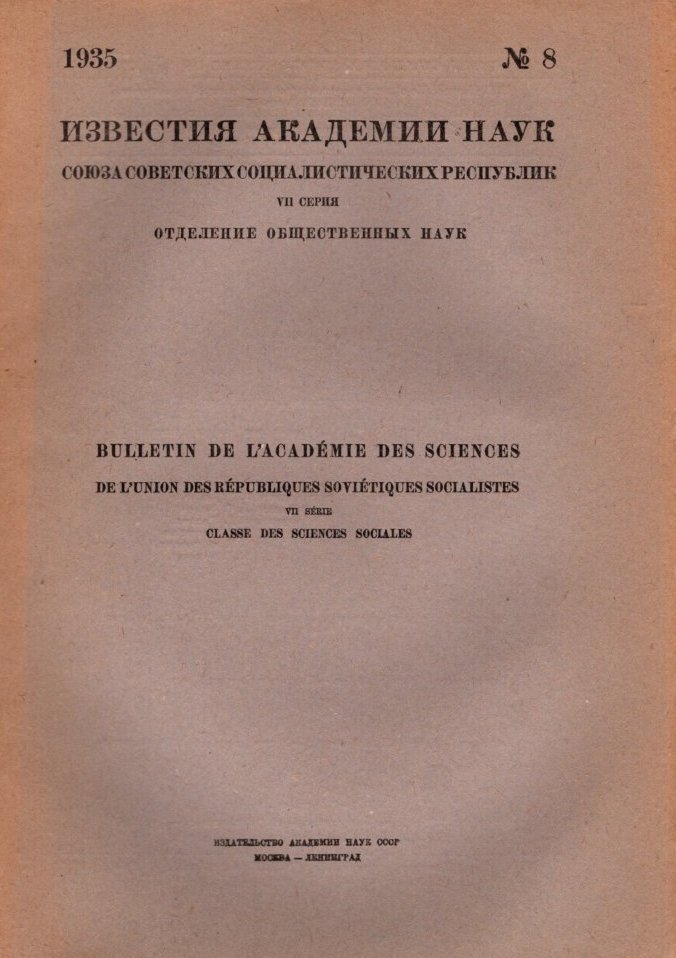 1935 № 8
ИЗВЕСТИЯ АКАДЕМИИ НАУК
СОЮЗА СОВЕТСКИХ СОЦИАЛИСТИЧЕСКИХ РЕСПУБЛИК
VII СЕРИЯ
ОТДЕЛЕНИЕ ОБЩЕСТВЕННЫХ НАУК
BULLETIN DE L'ACADÉMIE DES SCIENCES
DE L'UNION DES RÉPUBLIQUES SOVIÉTIQUES SOCIALISTES
VII SÉRIE
CLASSE DES SCIENCES SOCIALES
ИЗДАТЕЛЬСТВО АКАДЕМИИ НАУК СССР
МОСКВА — ЛЕНИНГРАД